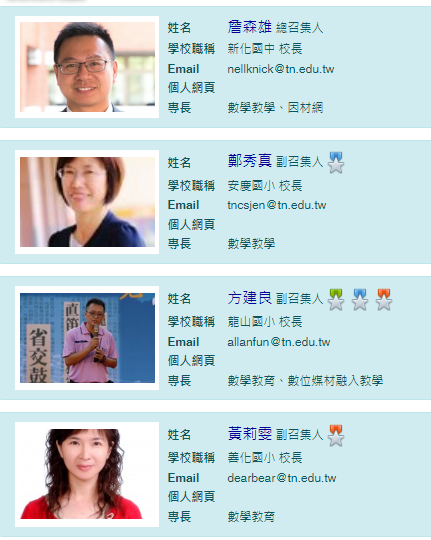 姓名 詹森雄 總召集人
學校職稱 新化國中 校長
Email nellknick@tn.edu.tw
個人網頁
專長 數學教學、因材網
姓名 鄭秀真 副召集人
學校職稱 安慶國小 校長
Email tncsjen@tn.edu.tw
個人網頁
專長 數學教學
姓名 方建良 副召集人
學校職稱 龍山國小 校長
Email allanfun@tn.edu.tw
個人網頁
專長 數學教育、數位媒材融入教學
直笛
省交鼓
姓名 黃莉雯 副召集人
學校職稱 善化國小 校長
Email dearbear@tn.edu.tw
個人網頁
專長 數學教育